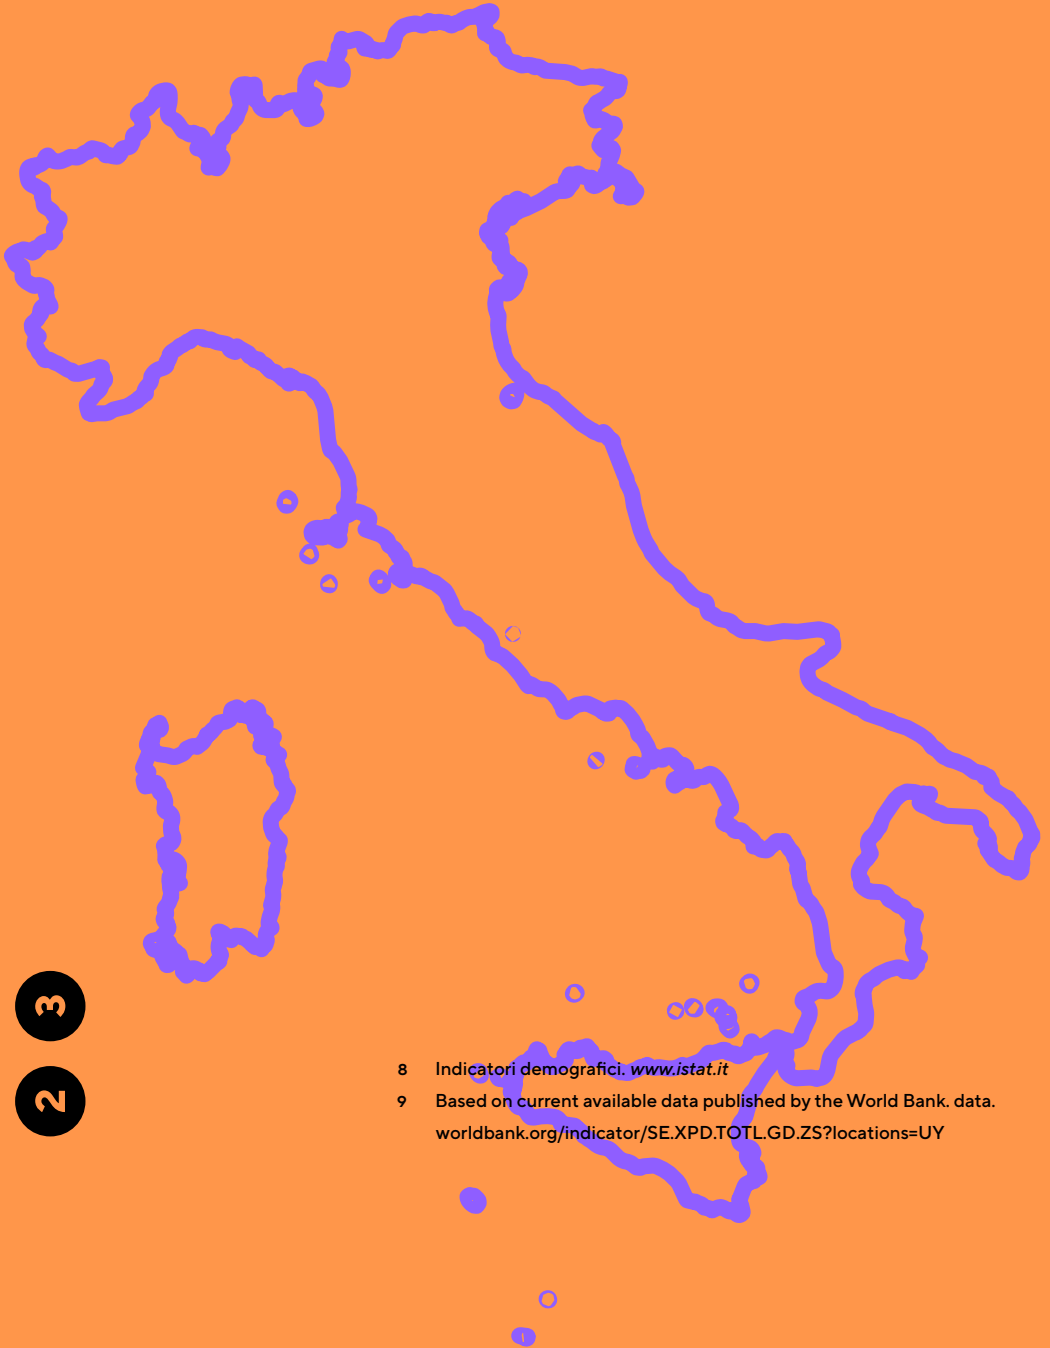 3
2
8 Indicatori demografici. www.istat.it
9 Based on current available data published by the World Bank. data.
worldbank.org/indicator/SE.XPD.TOTL.GD.ZS?locations=UY